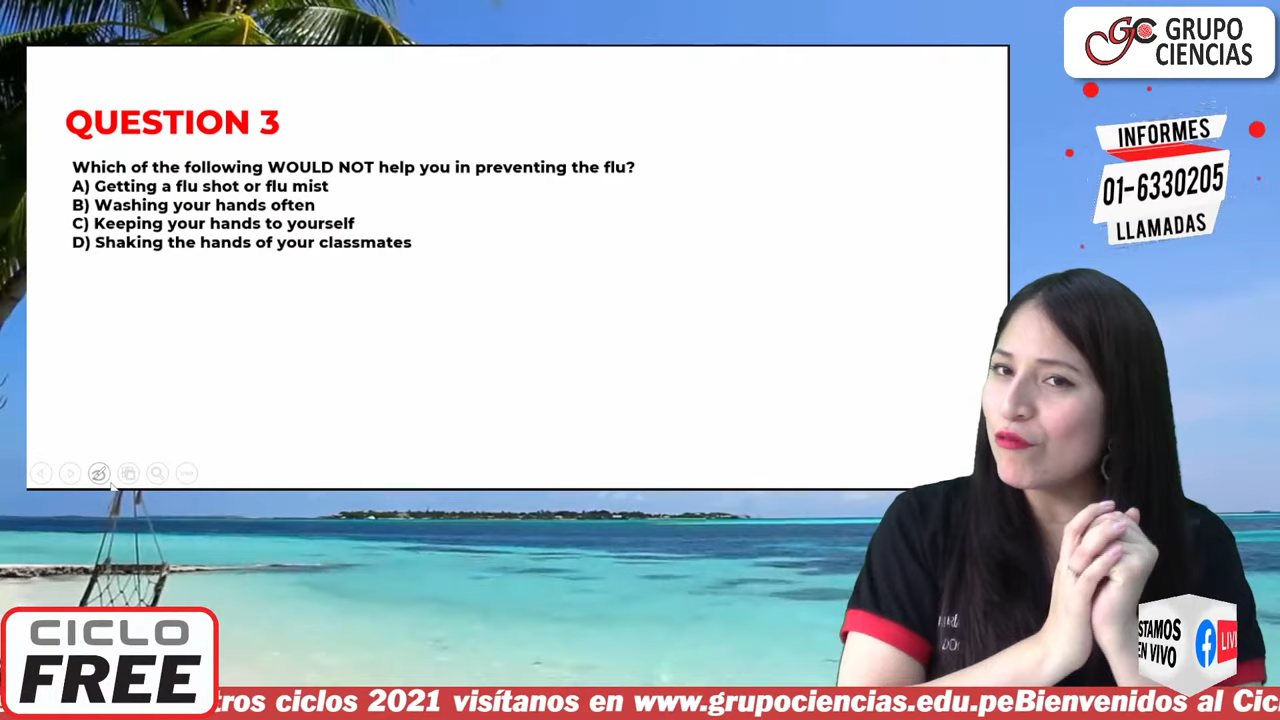 GC GRUPO
CIENCIAS
QUESTION 3
Which of the following WOULD NOT help you in preventing the flu?
A) Getting a flu shot or flu mist
B) Washing your hands often
C) Keeping your hands to yourself
D) Shaking the hands of your classmates
INFORMES
01-6330205
LLAMADAS
STAMOS
EN VIVO
LIV
CICLO
FREE
tros ciclos 2021 visítanos en www.grupociencias.edu.peBienvenidos al Cic